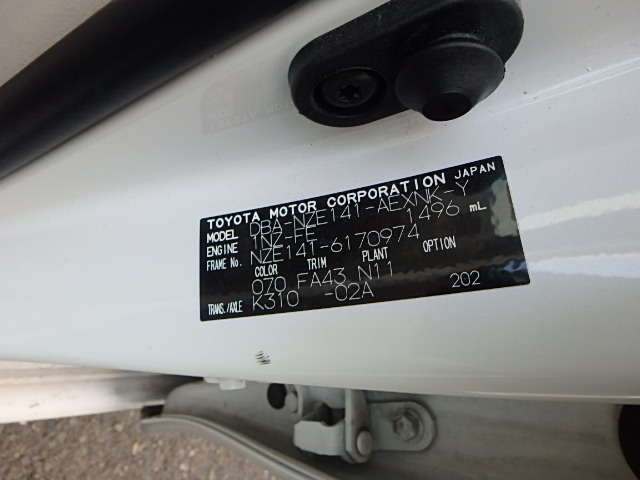 TOYOTA MOTOR CORPORATION JAPAN
MODEL DBA-NZE141-AEXNK-Y
ENGINE 1NZ-FE 1496 mL
FRAME No. NZE141-6170974
COLOR TRIM PLANT OPTION
070 FA43 N11
TRANS./AXLE K310 -02A 202